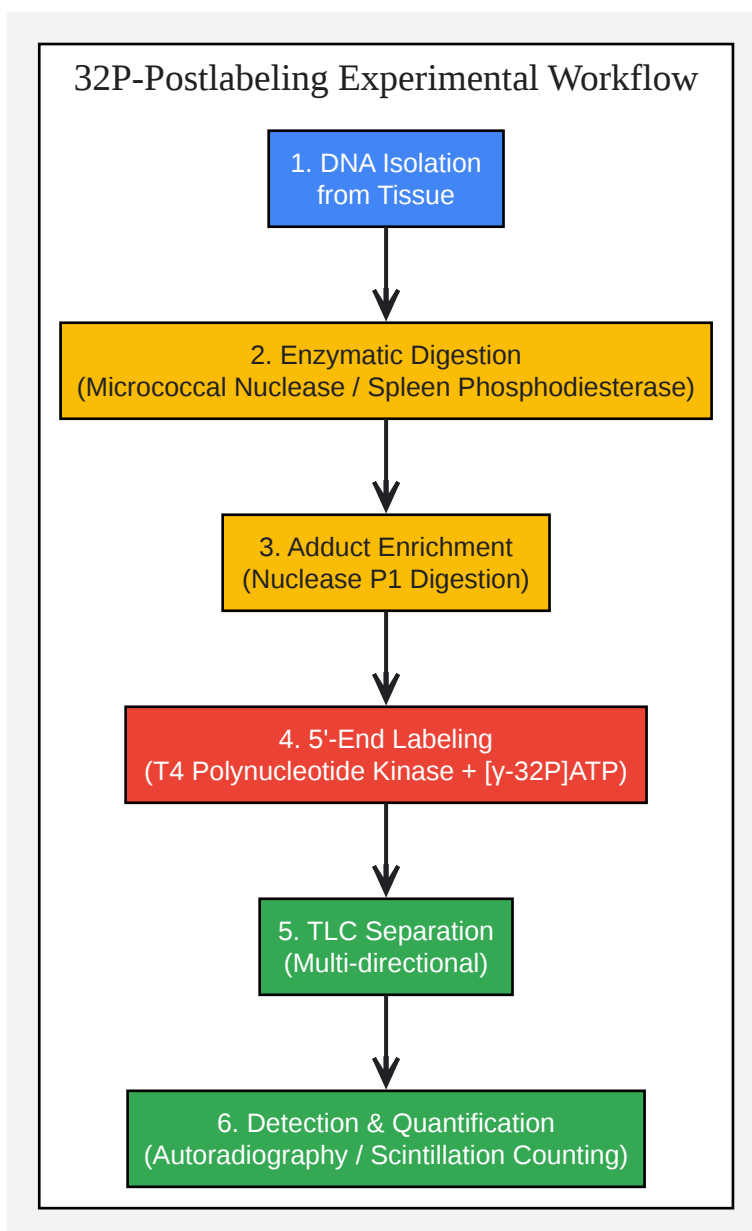 32P-Postlabeling Experimental Workflow
1. DNA Isolation
from Tissue
2. Enzymatic Digestion
(Micrococcal Nuclease / Spleen Phosphodiesterase)
3. Adduct Enrichment
(Nuclease P1 Digestion)
4. 5'-End Labeling
(T4 Polynucleotide Kinase + [γ-32P]ATP)
5. TLC Separation
(Multi-directional)
6. Detection & Quantification
(Autoradiography / Scintillation Counting)